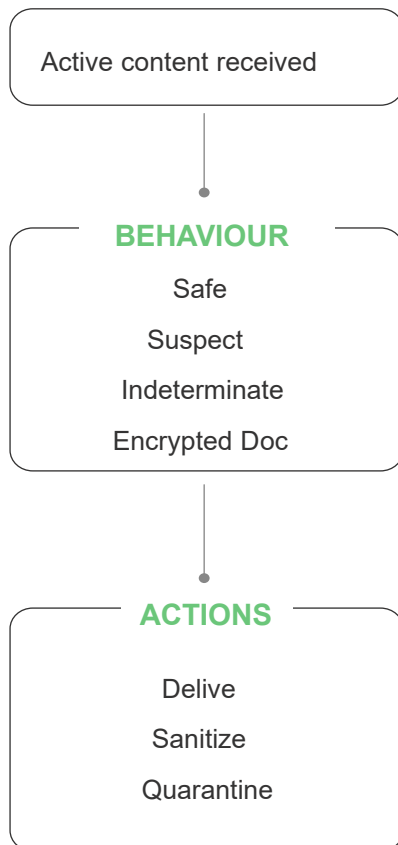 Active content received
BEHAVIOUR
Safe
Suspect
Indeterminate
Encrypted Doc
ACTIONS
Delive
Sanitize
Quarantine